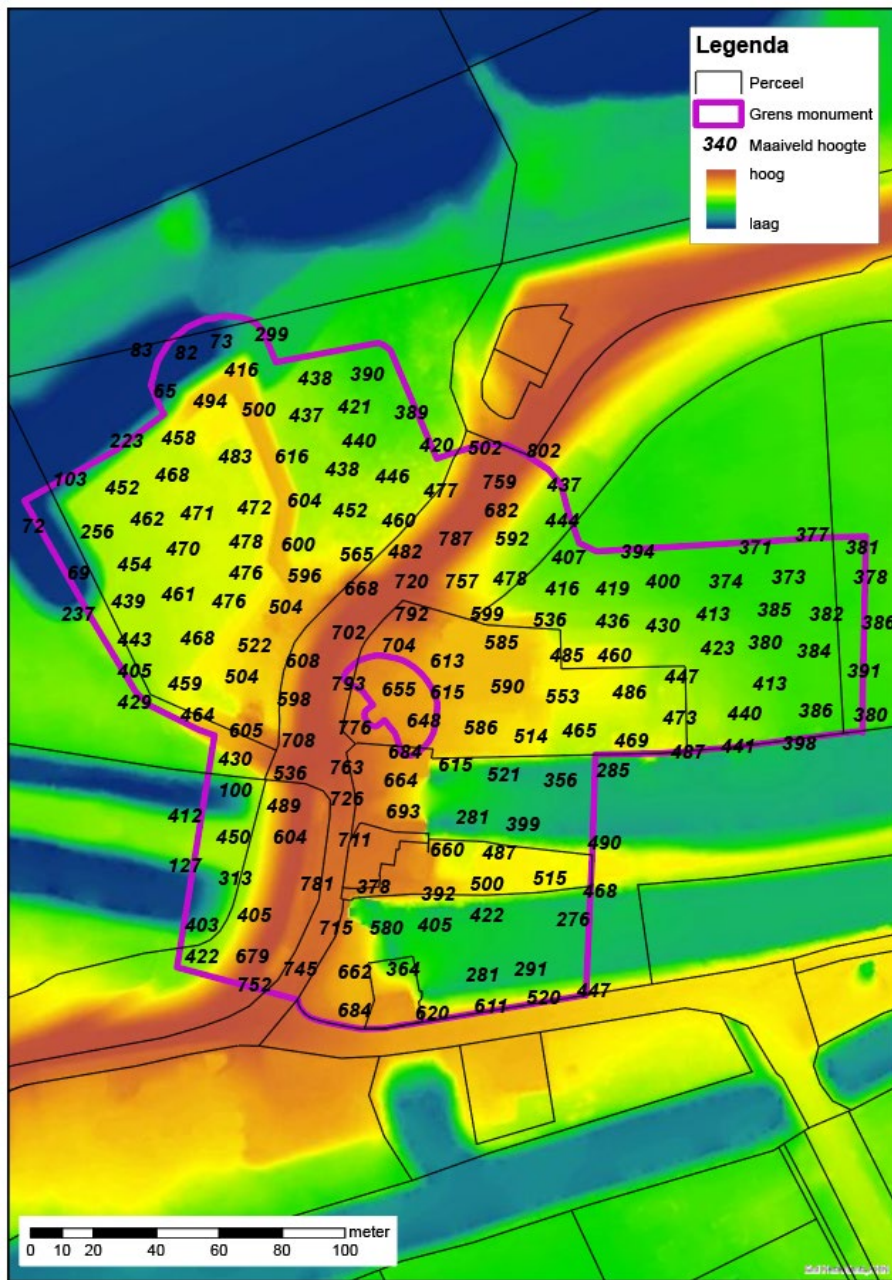 Legenda
Perceel
Grens monument
340 Maaiveld hoogte
hoog
laag
299
83 82 73
416
438 390
65
494 500 437 421 389
223 458 440 420 502 802
483 616
103 468 438 446
452 477 759 437
604
72 462 471 472 452 460 682 444
256
470 478 600 565 482 787 592 407 394 371 377 381
454
69 476 596 668 720 757 478 416 419 400 374 373 378
439 461 476 504
237 792 599 536 436 430 413 385 382 386
443 468 522 702 704 585
608 613 485 460 423 380 384
405 504 447 391
459 793 655 615 590 553 486 413
429 464 598
605 776 648 586 514 465 473 440 386 380
708 469 487 441 398
430 684
536 763 664 615 521 356 285
100
412 489 726 693 281 399
450 604 711 490
127 660 487
313 781 378 392 500 515 468
403 405 715 580 405 422 276
422 679 745 662 364 281 291
752 447
684 620 611 520
0 10 20 40 60 80 100 meter